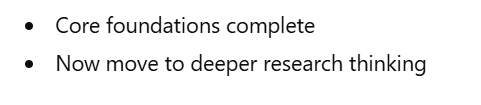 • Core foundations complete
• Now move to deeper research thinking